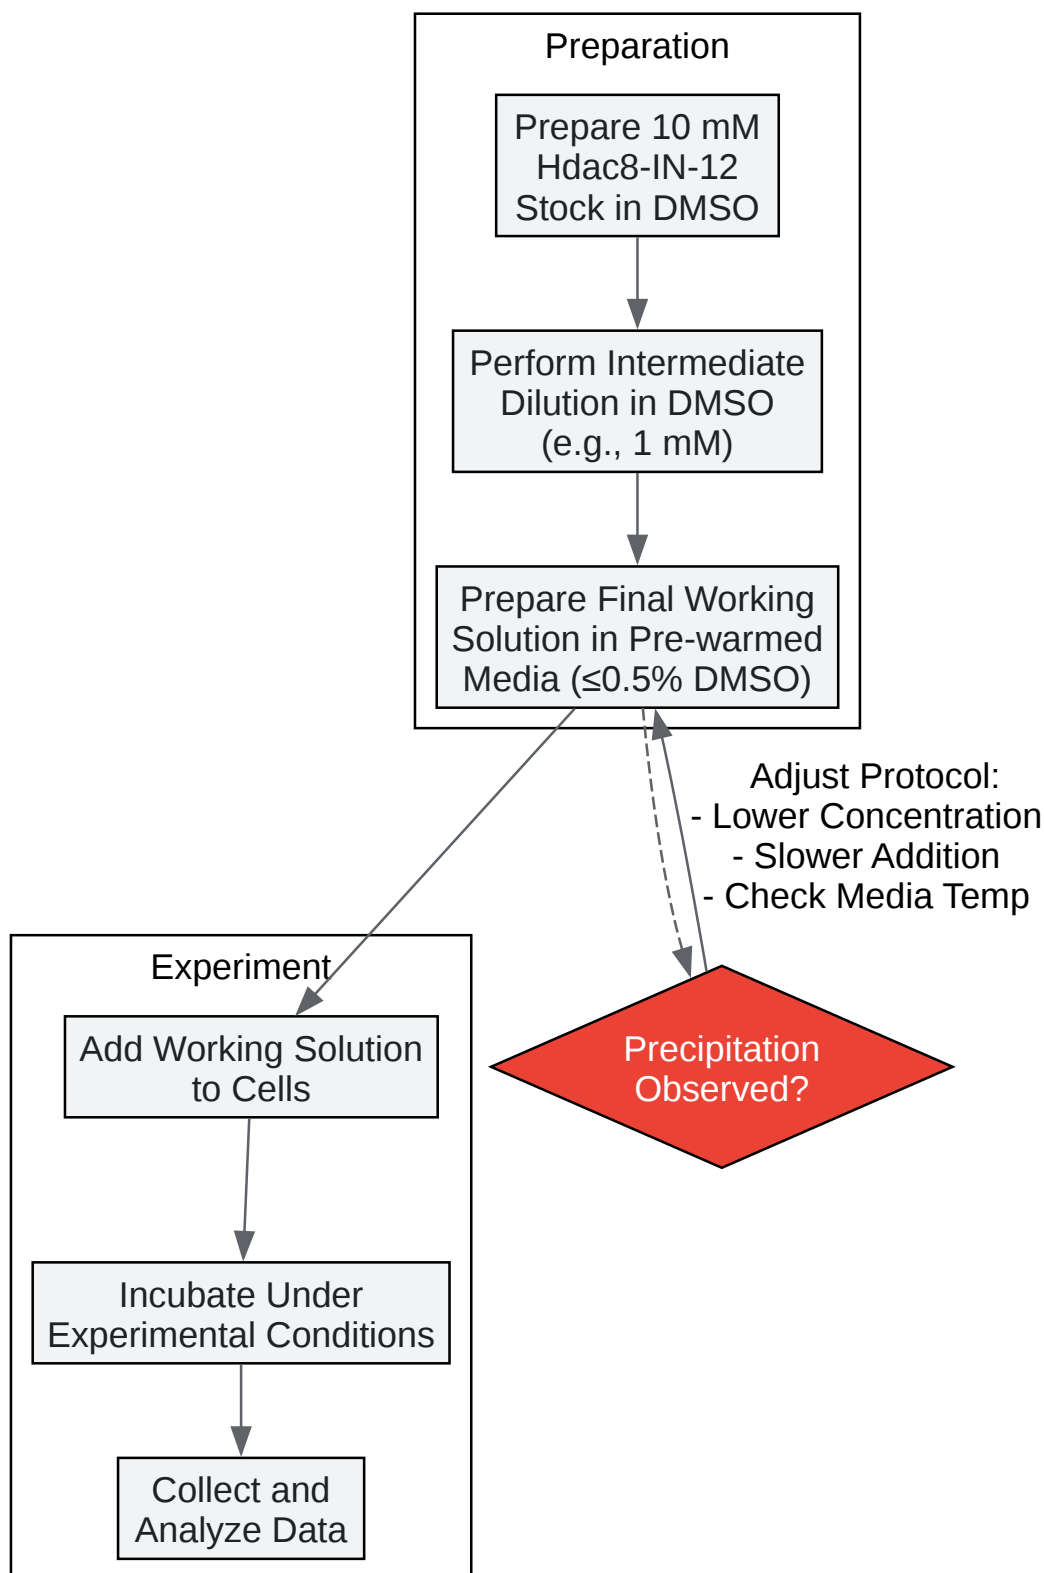 Preparation
Prepare 10 mM
Hdac8-IN-12
Stock in DMSO
Perform Intermediate
Dilution in DMSO
(e.g., 1 mM)
Prepare Final Working
Solution in Pre-warmed
Media (≤0.5% DMSO)
Adjust Protocol:
- Lower Concentration
- Slower Addition
- Check Media Temp
Precipitation
Observed?
Experiment
Add Working Solution
to Cells
Incubate Under
Experimental Conditions
Collect and
Analyze Data